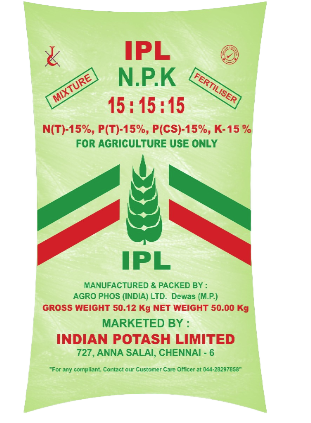 IPL
N.P.K
MIXTURE
FERTILISER
15 : 15 : 15
N(T)-15%, P(T)-15%, P(CS)-15%, K-15 %
FOR AGRICULTURE USE ONLY
IPL
MANUFACTURED & PACKED BY :
AGRO PHOS (INDIA) LTD. Dewas (M.P.)
GROSS WEIGHT 50.12 Kg NET WEIGHT 50.00 Kg
MARKETED BY :
INDIAN POTASH LIMITED
727, ANNA SALAI, CHENNAI - 6
"For any compliant, Contact our Customer Care Officer at 044-28297858"